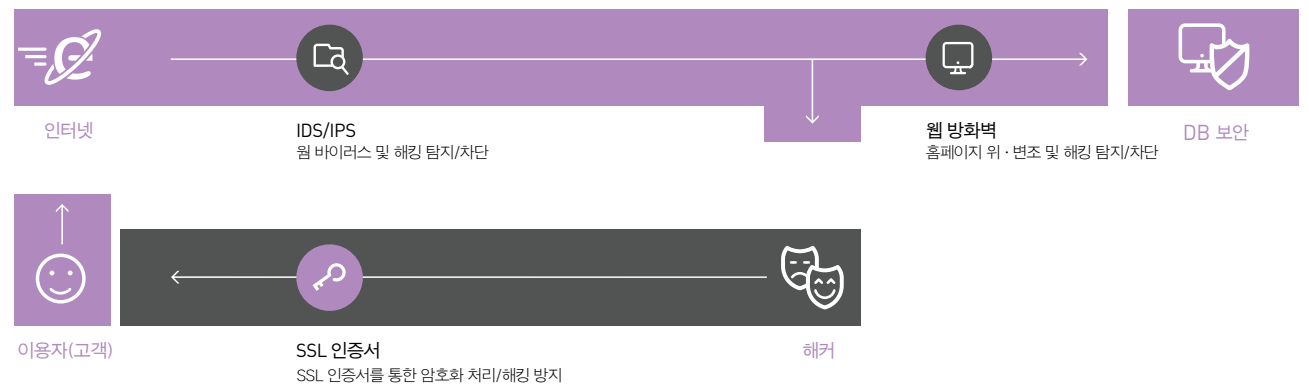 인터넷
IDS/IPS
웜 바이러스 및 해킹 탐지/차단
웹 방화벽
홈페이지 위·변조 및 해킹 탐지/차단
DB 보안
이용자(고객)
SSL 인증서
SSL 인증서를 통한 암호화 처리/해킹 방지
해커